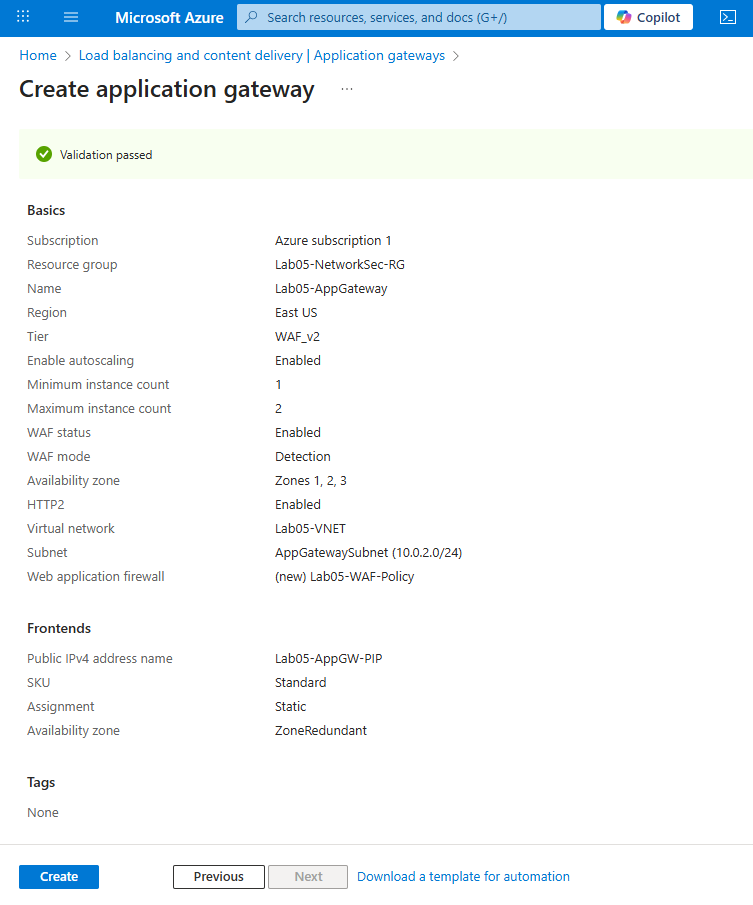 Microsoft Azure Search resources, services, and docs (G+/) Copilot
Home > Load balancing and content delivery | Application gateways >
Create application gateway ...
Validation passed
Basics
Subscription Azure subscription 1
Resource group Lab05-NetworkSec-RG
Name Lab05-AppGateway
Region East US
Tier WAF_v2
Enable autoscaling Enabled
Minimum instance count 1
Maximum instance count 2
WAF status Enabled
WAF mode Detection
Availability zone Zones 1, 2, 3
HTTP2 Enabled
Virtual network Lab05-VNET
Subnet AppGatewaySubnet (10.0.2.0/24)
Web application firewall (new) Lab05-WAF-Policy
Frontends
Public IPv4 address name Lab05-AppGW-PIP
SKU Standard
Assignment Static
Availability zone ZoneRedundant
Tags
None
Create Previous Next Download a template for automation